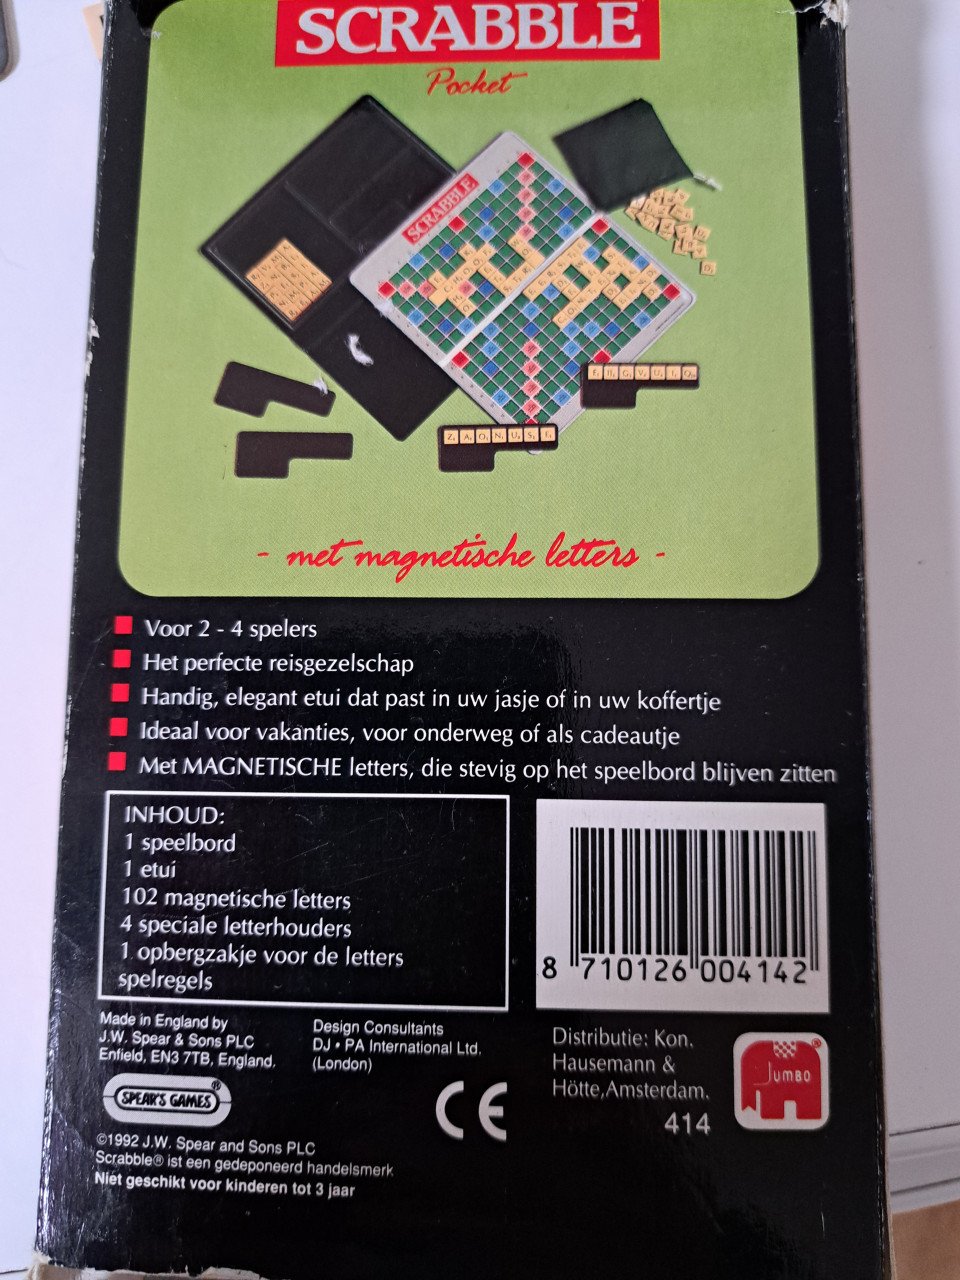 SCRABBLE
Pocket
SCRABBLE
Z A O N U S E
- met magnetische letters -
Voor 2 - 4 spelers
Het perfecte reisgezelschap
Handig, elegant etui dat past in uw jasje of in uw koffertje
Ideaal voor vakanties, voor onderweg of als cadeautje
Met MAGNETISCHE letters, die stevig op het speelbord blijven zitten
INHOUD:
1 speelbord
1 etui
102 magnetische letters
4 speciale letterhouders
1 opbergzakje voor de letters
spelregels
8 710126 004142
Made in England by
J.W. Spear & Sons PLC
Enfield, EN3 7TB, England.
Design Consultants
DJ • PA International Ltd.
(London)
Distributie: Kon.
Hausemann &
Hötte,Amsterdam.
414
JUMBO ®
SPEAR'S GAMES ®
CE
©1992 J.W. Spear and Sons PLC
Scrabble® ist een gedeponeerd handelsmerk
Niet geschikt voor kinderen tot 3 jaar